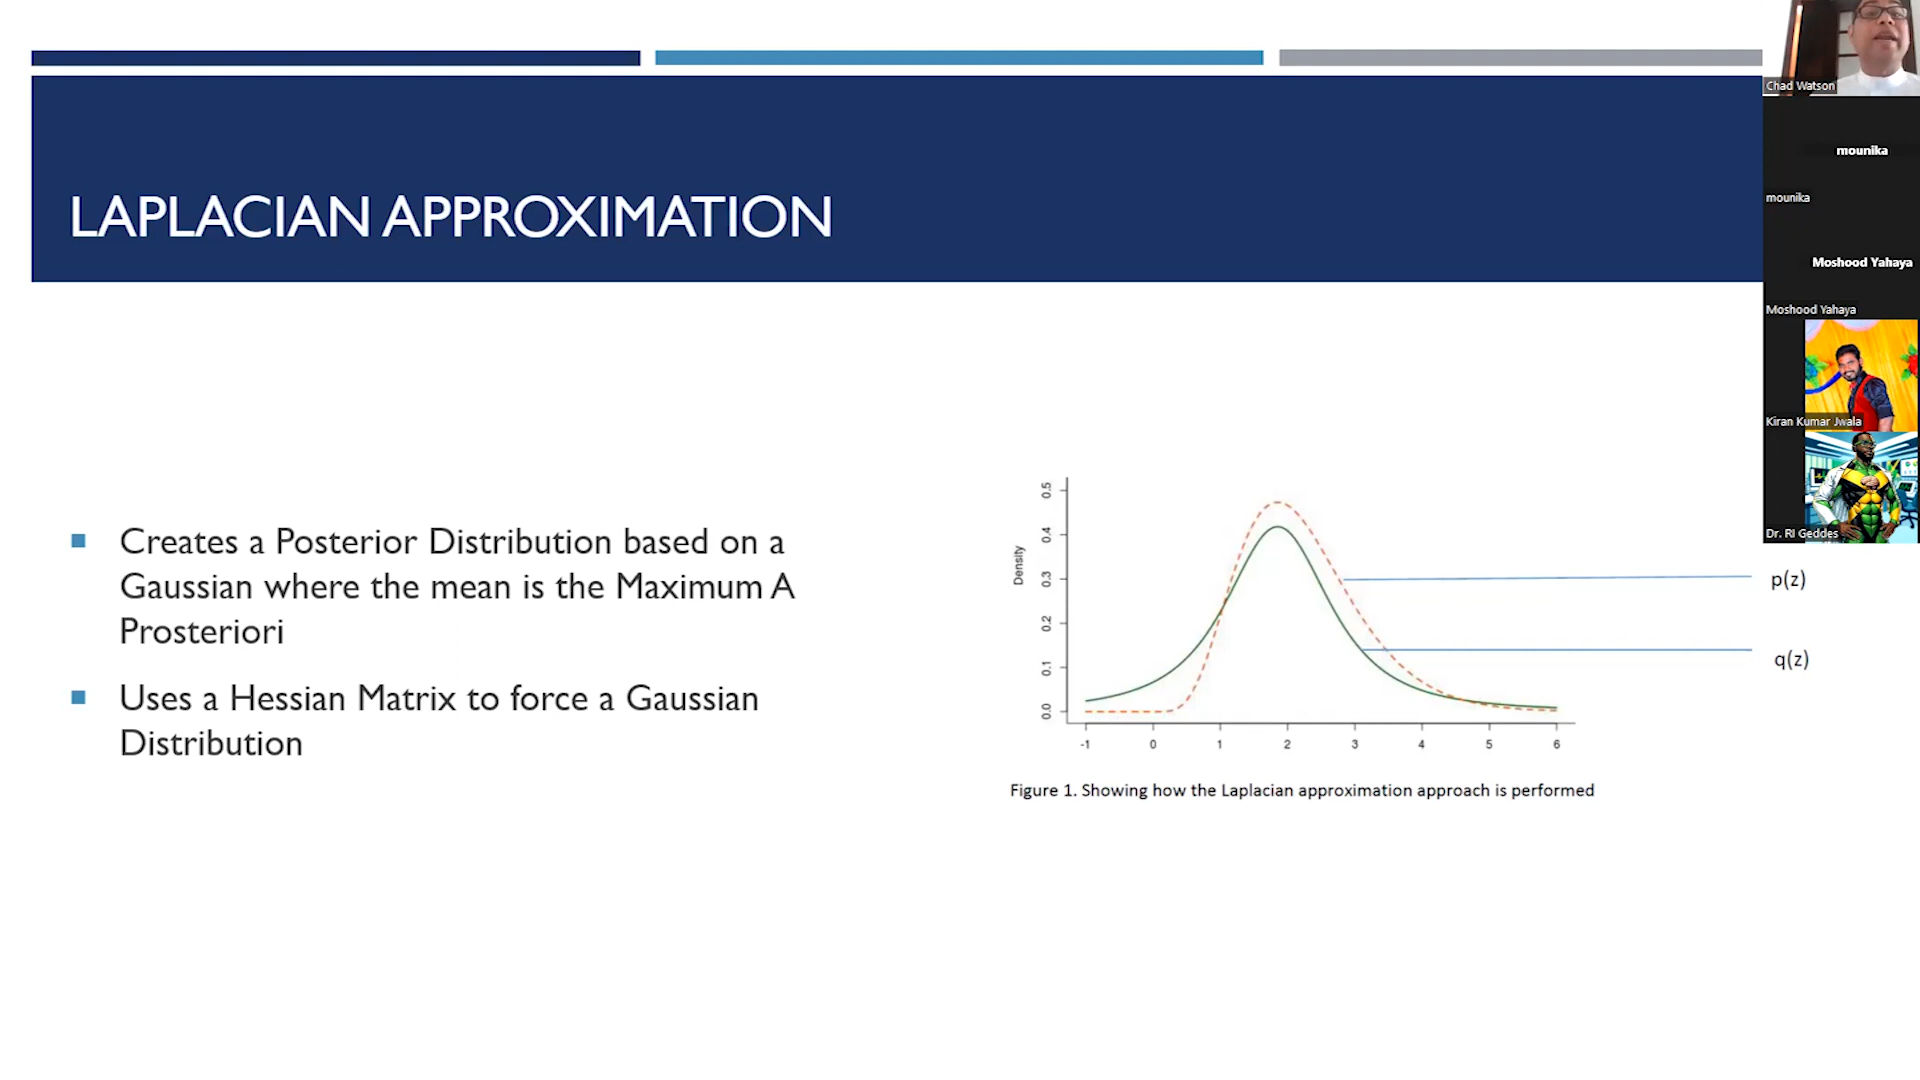 LAPLACIAN APPROXIMATION
Creates a Posterior Distribution based on a
Gaussian where the mean is the Maximum A
Prosteriori
Uses a Hessian Matrix to force a Gaussian
Distribution
Density
0.5
0.4
0.3
0.2
0.1
0.0
-1 0 1 2 3 4 5 6
p(z)
q(z)
Figure 1. Showing how the Laplacian approximation approach is performed
Chad Watson
mounika
mounika
Moshood Yahaya
Moshood Yahaya
Kiran Kumar Jwala
Dr. RI Geddes